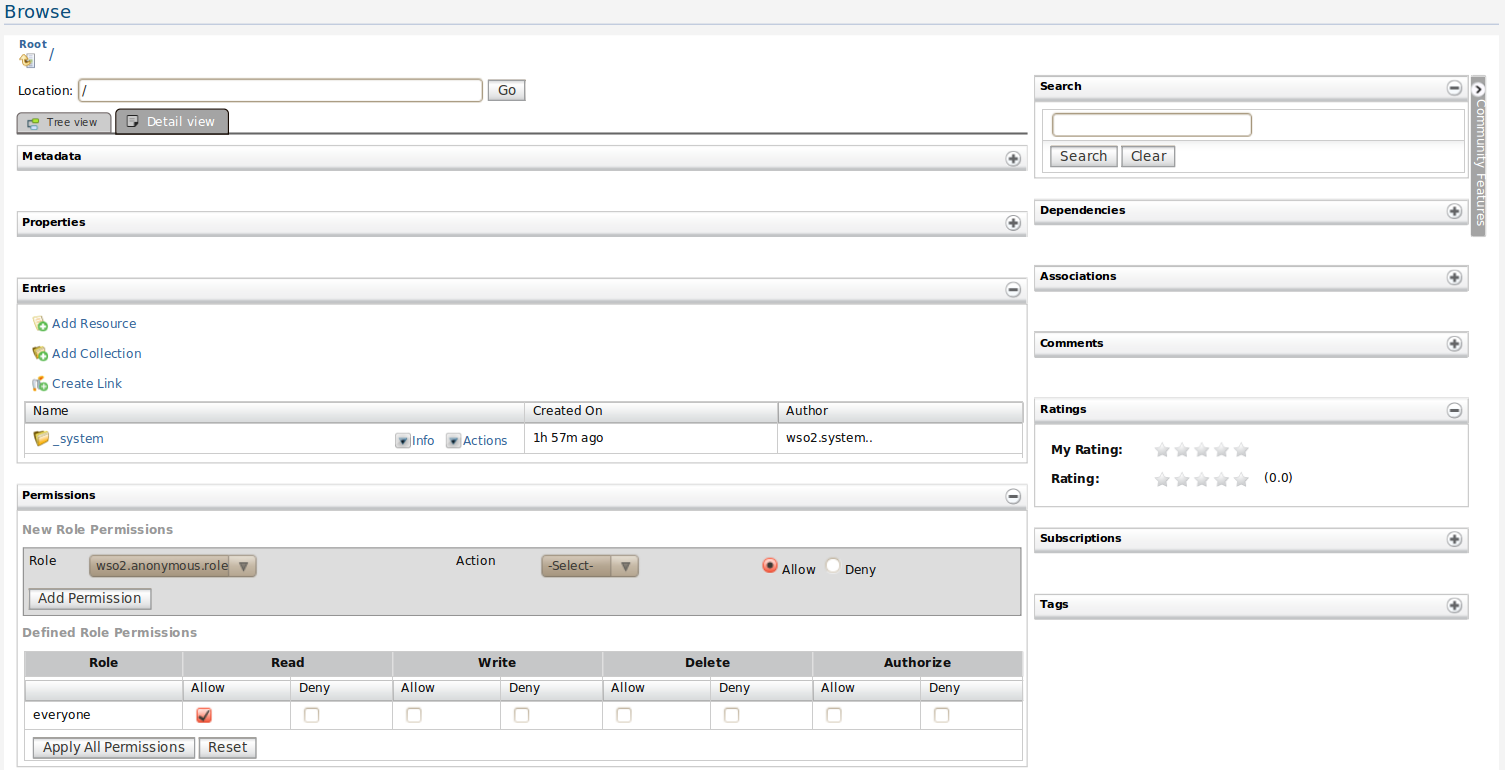 Browse
Root
/
Location: /
Go
Tree view
Detail view
Metadata
Properties
Entries
Add Resource
Add Collection
Create Link
Name Created On Author
_system Info Actions 1h 57m ago wso2.system..
Permissions
New Role Permissions
Role wso2.anonymous.role Action -Select- Allow Deny
Add Permission
Defined Role Permissions
Role Read Write Delete Authorize
Allow Deny Allow Deny Allow Deny Allow Deny
everyone
Apply All Permissions Reset
Search
Search Clear
Dependencies
Associations
Comments
Ratings
My Rating:
Rating: (0.0)
Subscriptions
Tags
Community Features